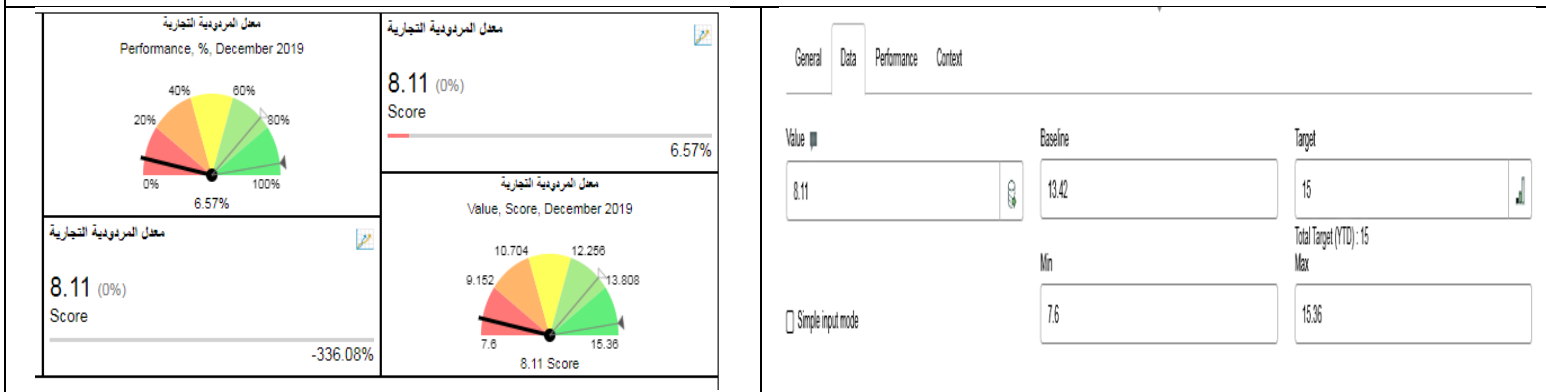 معدل المردودية التجارية
Performance, %, December 2019
40%
60%
20%
80%
0%
100%
6.57%
معدل المردودية التجارية
8.11 (0%)
Score
6.57%
معدل المردودية التجارية
8.11 (0%)
Score
-336.08%
معدل المردودية التجارية
Value, Score, December 2019
10.704
12.256
9.152
13.808
7.6
15.36
8.11 Score
General Data Performance Context
Value Baseline Target
8.11 13.42 15
Total Target (YTD) : 15
Min Max
Simple input mode 7.6 15.36